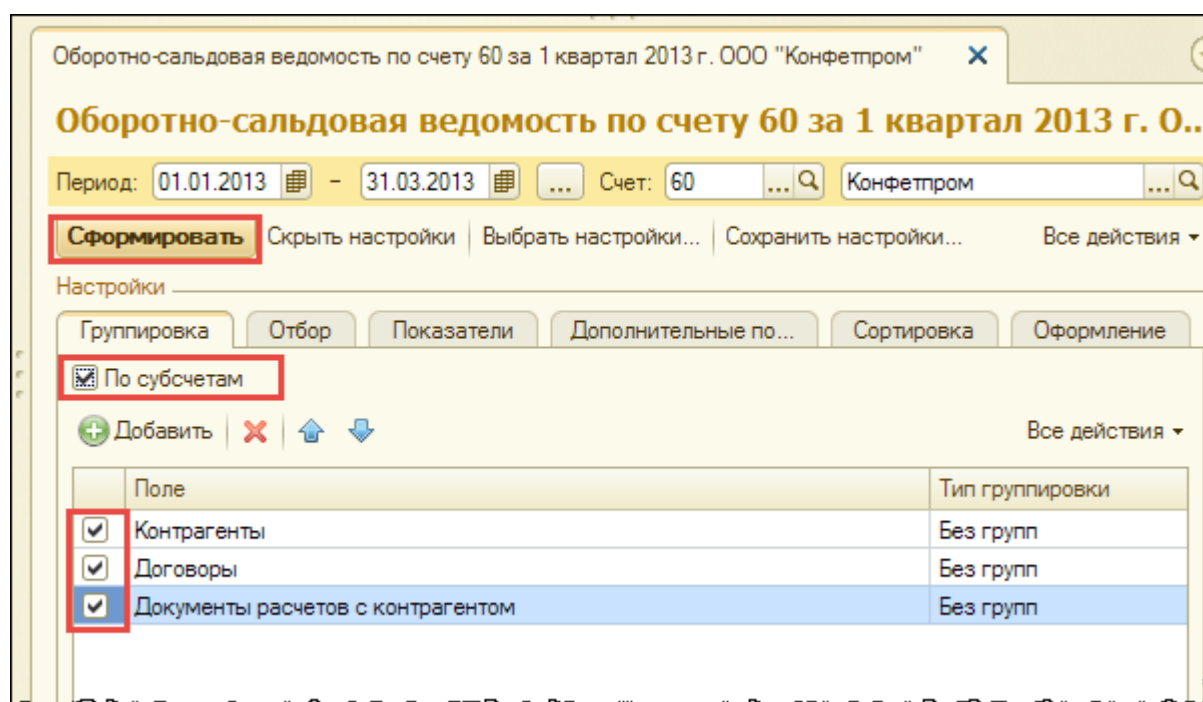 Оборотно-сальдовая ведомость по счету 60 за 1 квартал 2013 г. ООО "Конфетпром"
Оборотно-сальдовая ведомость по счету 60 за 1 квартал 2013 г. О...
Период: 01.01.2013 – 31.03.2013 ... Счет: 60 ... Конфетпром ...
Сформировать Скрыть настройки Выбрать настройки... Сохранить настройки... Все действия
Настройки
Группировка Отбор Показатели Дополнительные по... Сортировка Оформление
По субсчетам
Добавить Все действия
Поле Тип группировки
Контрагенты Без групп
Договоры Без групп
Документы расчетов с контрагентом Без групп